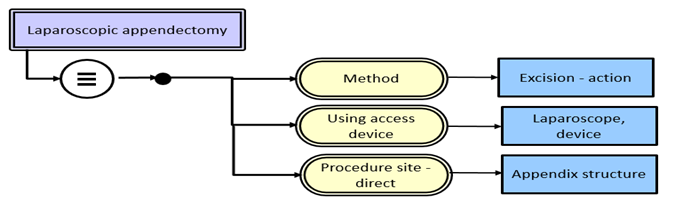 Laparoscopic appendectomy
Method
Excision - action
Using access
device
Laparoscope,
device
Procedure site -
direct
Appendix structure